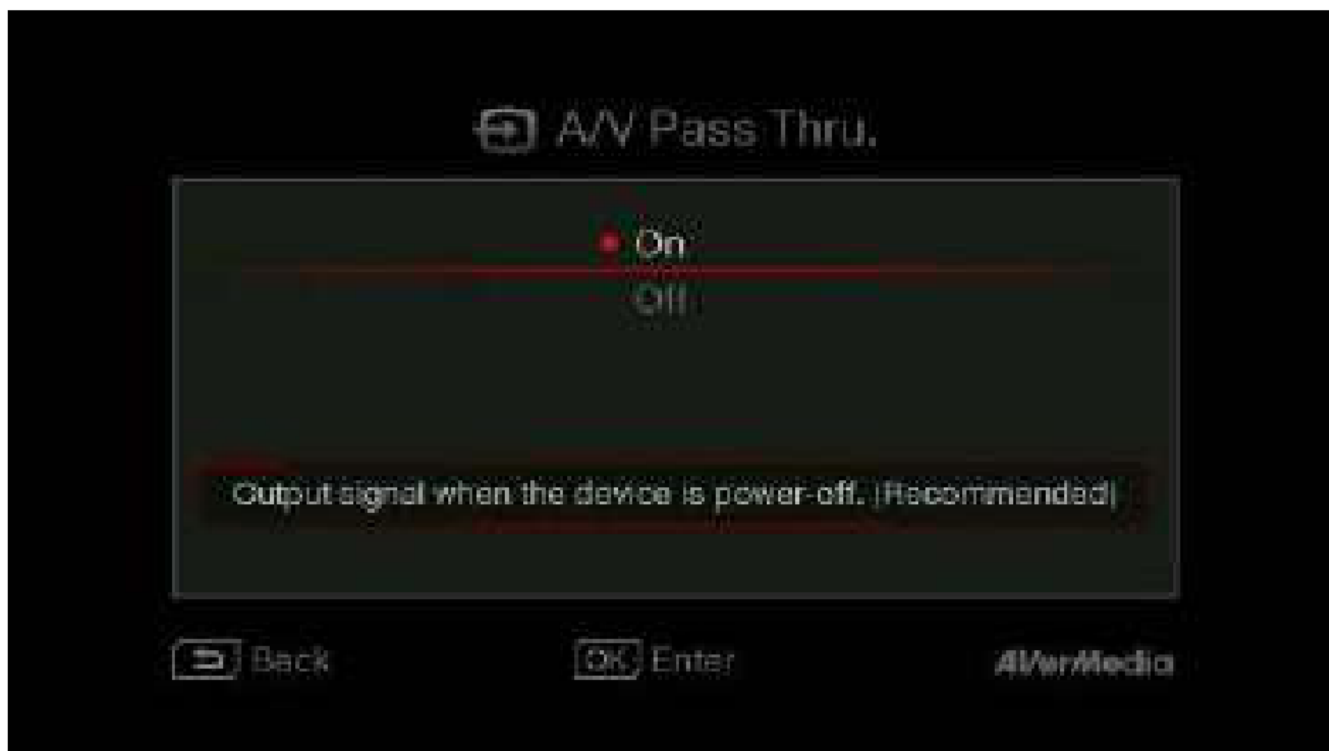 A/V Pass Thru.
On
Off
Output signal when the device is power-off. (Recommended)
Back
OK Enter
AVerMedia